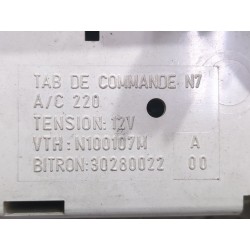 TAB DE COMMANDE N7
A/C 220
TENSION: 12V
VTH: N100107M A
BITRON: 30280022 00